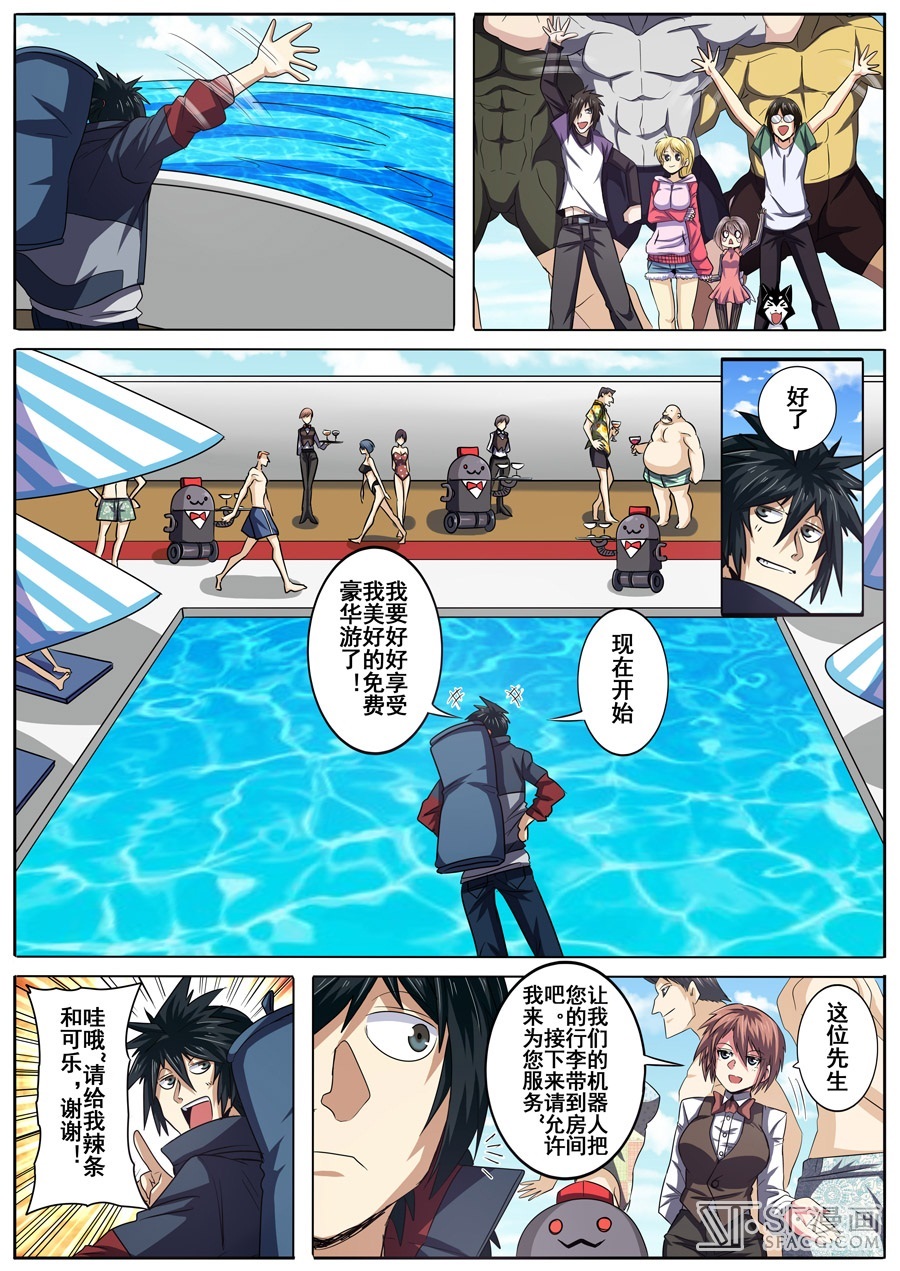 好了
现在开始
我要好好享受
我美好的免费
豪华游了！
这位先生
让我们的机器人把
您的行李带到房间
吧。接下来请允许
我来为您服务~
哇哦~请给我辣条
和可乐，谢谢！
SF漫画
SFACG.COM